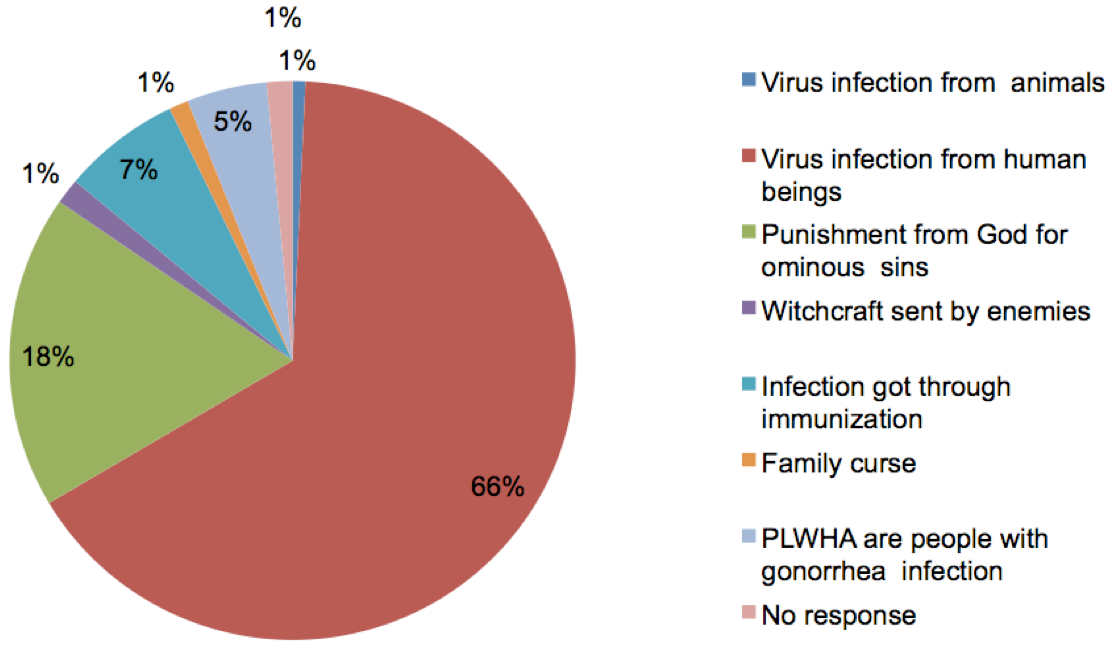 1%
1%
1%
5%
7%
1%
18%
66%
Virus infection from animals
Virus infection from human
beings
Punishment from God for
ominous sins
Witchcraft sent by enemies
Infection got through
immunization
Family curse
PLWHA are people with
gonorrhea infection
No response